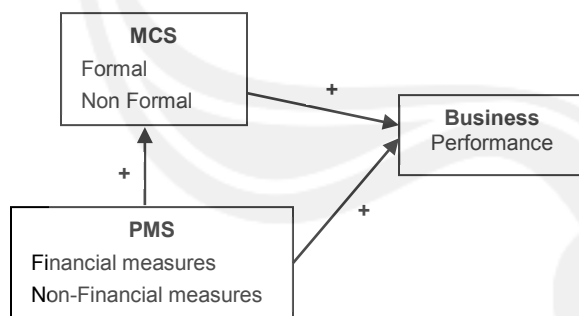 MCS
Formal
Non Formal
+
Business
Performance
+
+
PMS
Financial measures
Non-Financial measures